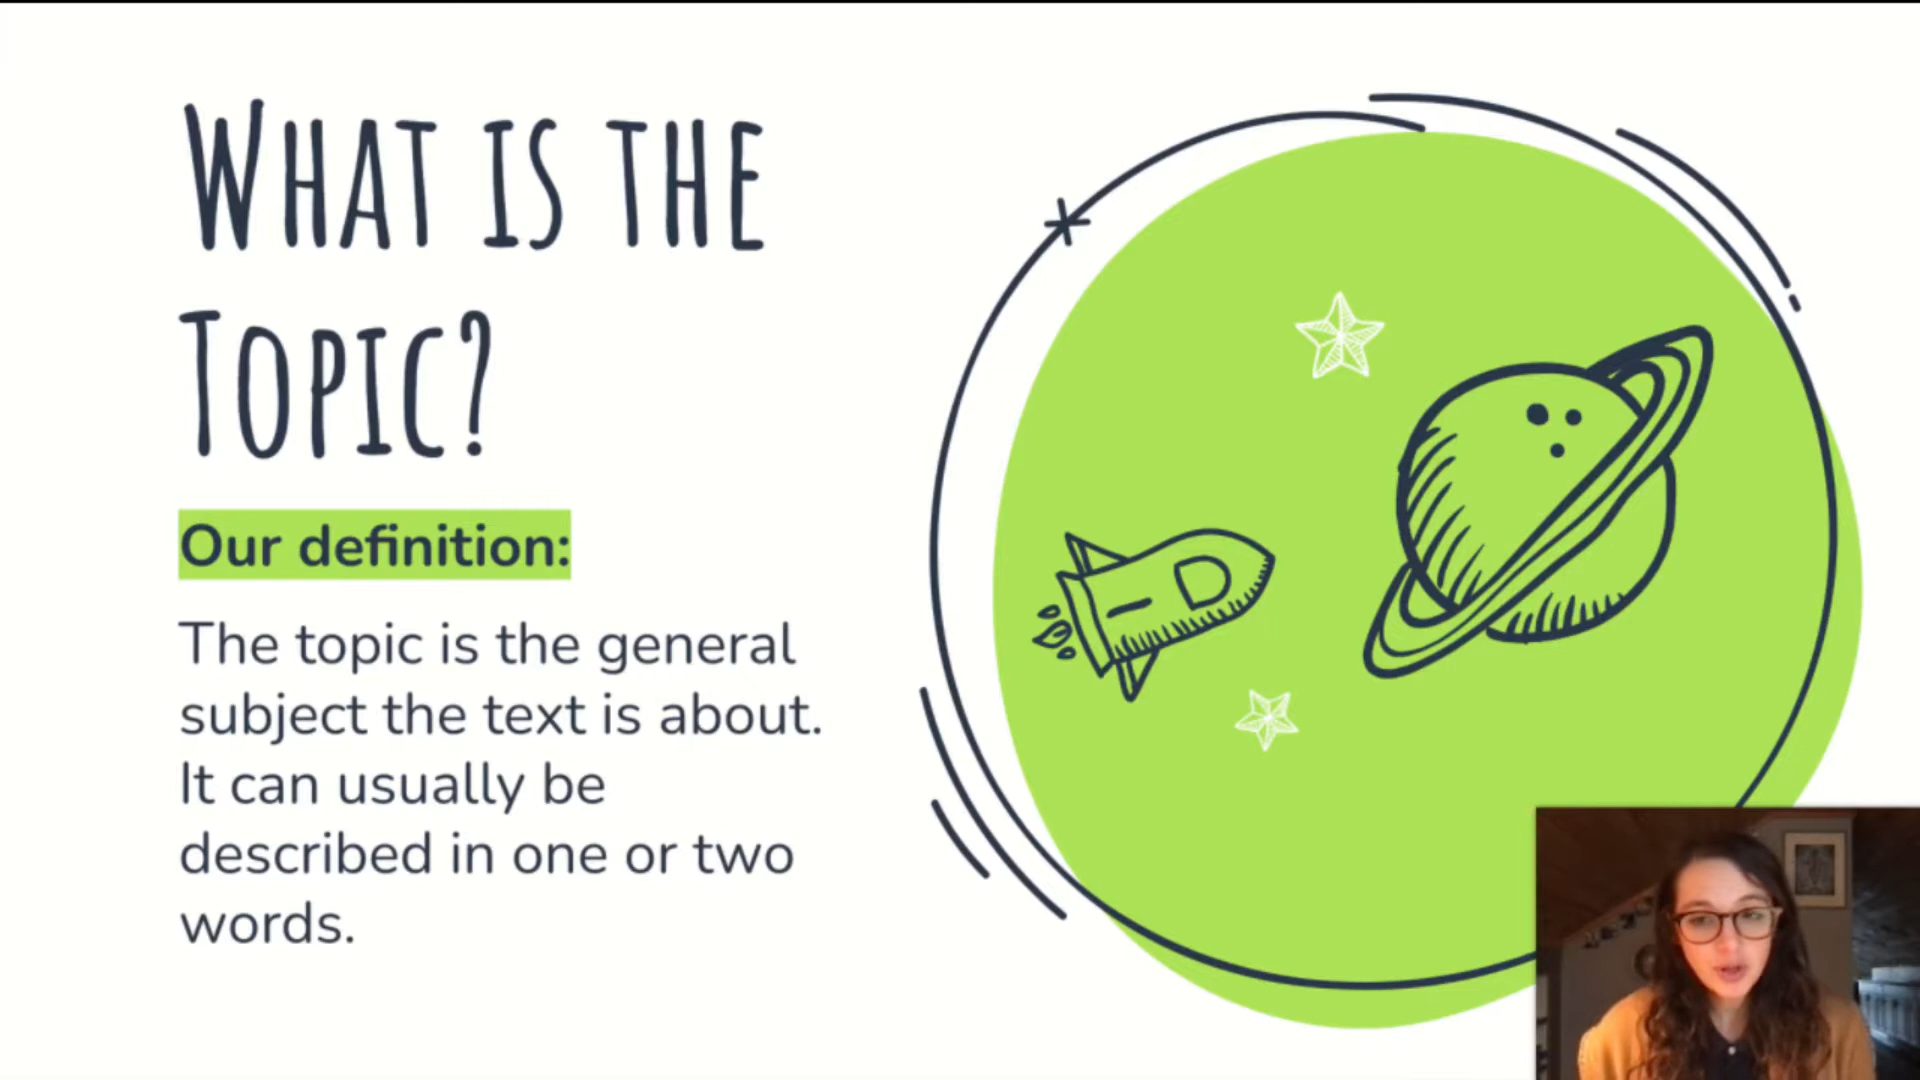 WHAT IS THE
TOPIC?
Our definition:
The topic is the general
subject the text is about.
It can usually be
described in one or two
words.